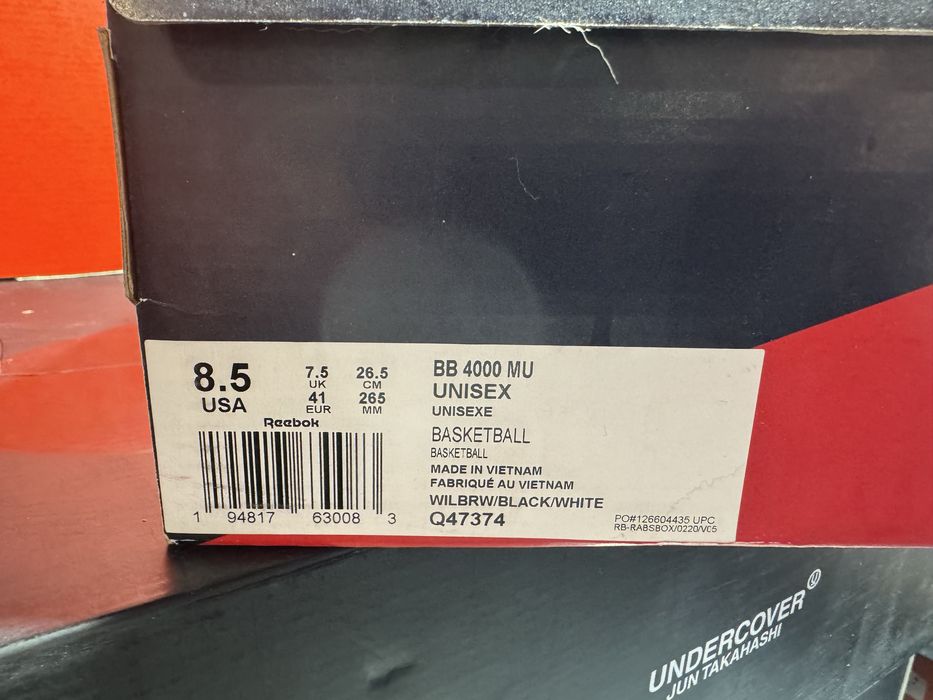 8.5
USA
7.5
UK
41
EUR
26.5
CM
265
MM
Reebok
1 94817 63008 3
BB 4000 MU
UNISEX
UNISEXE
BASKETBALL
BASKETBALL
MADE IN VIETNAM
FABRIQUÉ AU VIETNAM
WILBRW/BLACK/WHITE
Q47374
PO#126604435 UPC
RB-RABSBOX/0220/V05
UNDERCOVER
JUN TAKAHASHI